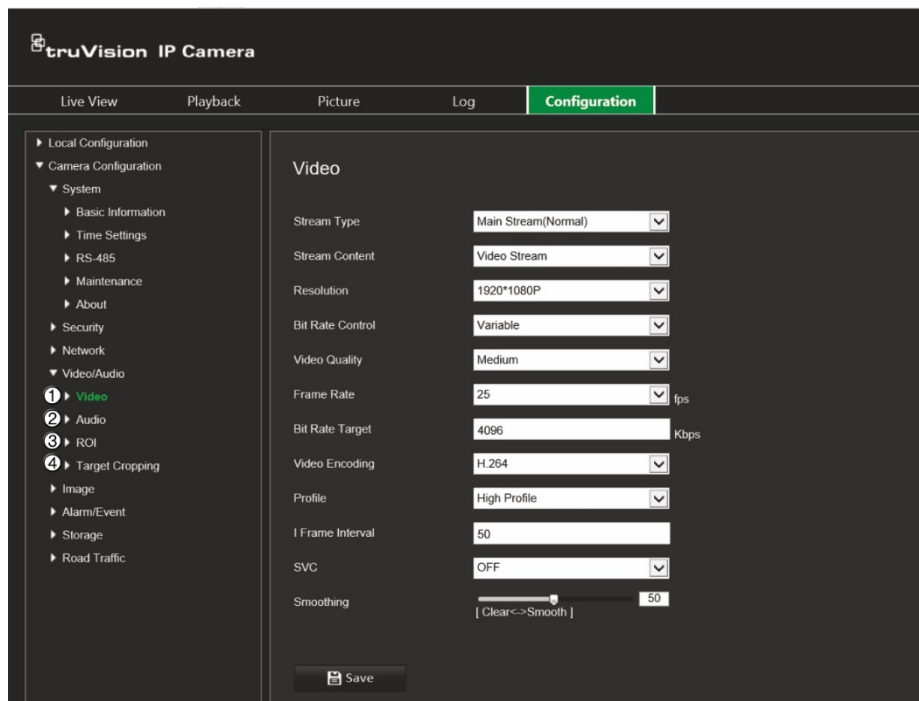 truVision IP Camera
Live View Playback Picture Log Configuration
Local Configuration
Camera Configuration
System
Basic Information
Time Settings
RS-485
Maintenance
About
Security
Network
Video/Audio
1 Video
2 Audio
3 ROI
4 Target Cropping
Image
Alarm/Event
Storage
Road Traffic
Video
Stream Type Main Stream(Normal)
Stream Content Video Stream
Resolution 1920*1080P
Bit Rate Control Variable
Video Quality Medium
Frame Rate 25 fps
Bit Rate Target 4096 Kbps
Video Encoding H.264
Profile High Profile
I Frame Interval 50
SVC OFF
Smoothing 50
[ Clear<->Smooth ]
Save